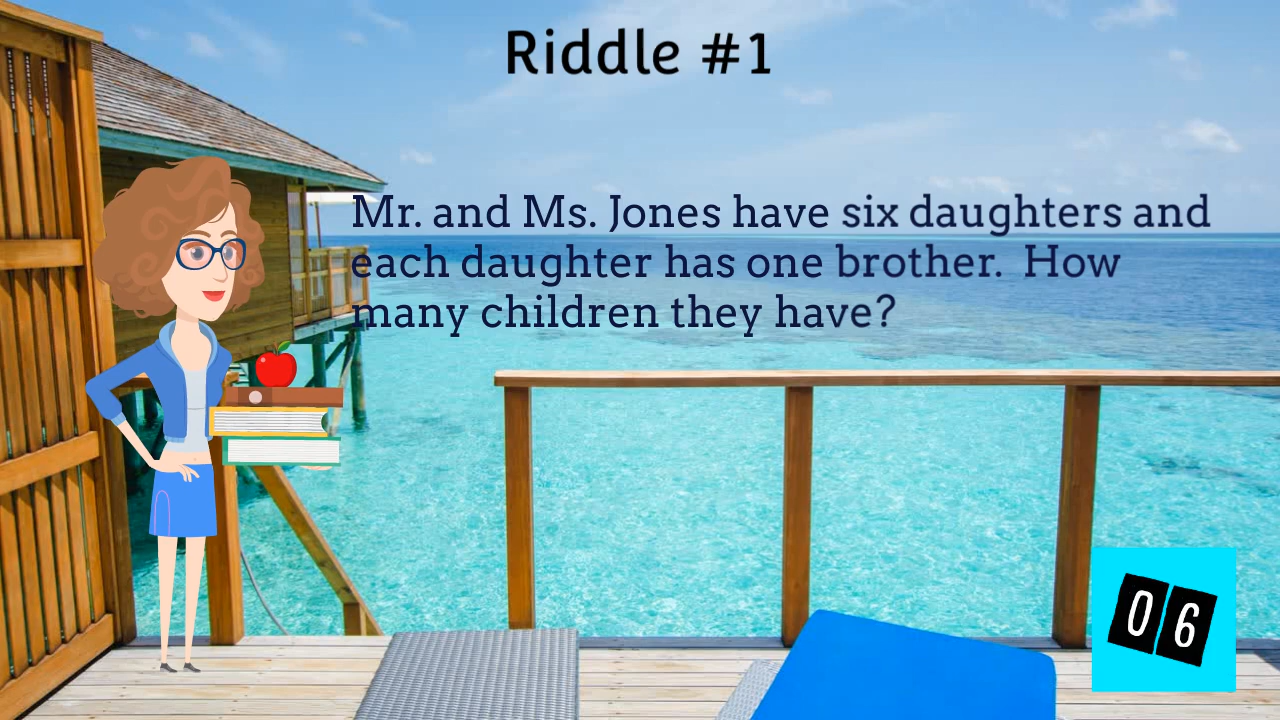 Riddle #1
Mr. and Ms. Jones have six daughters and
each daughter has one brother.  How
many children they have?
06